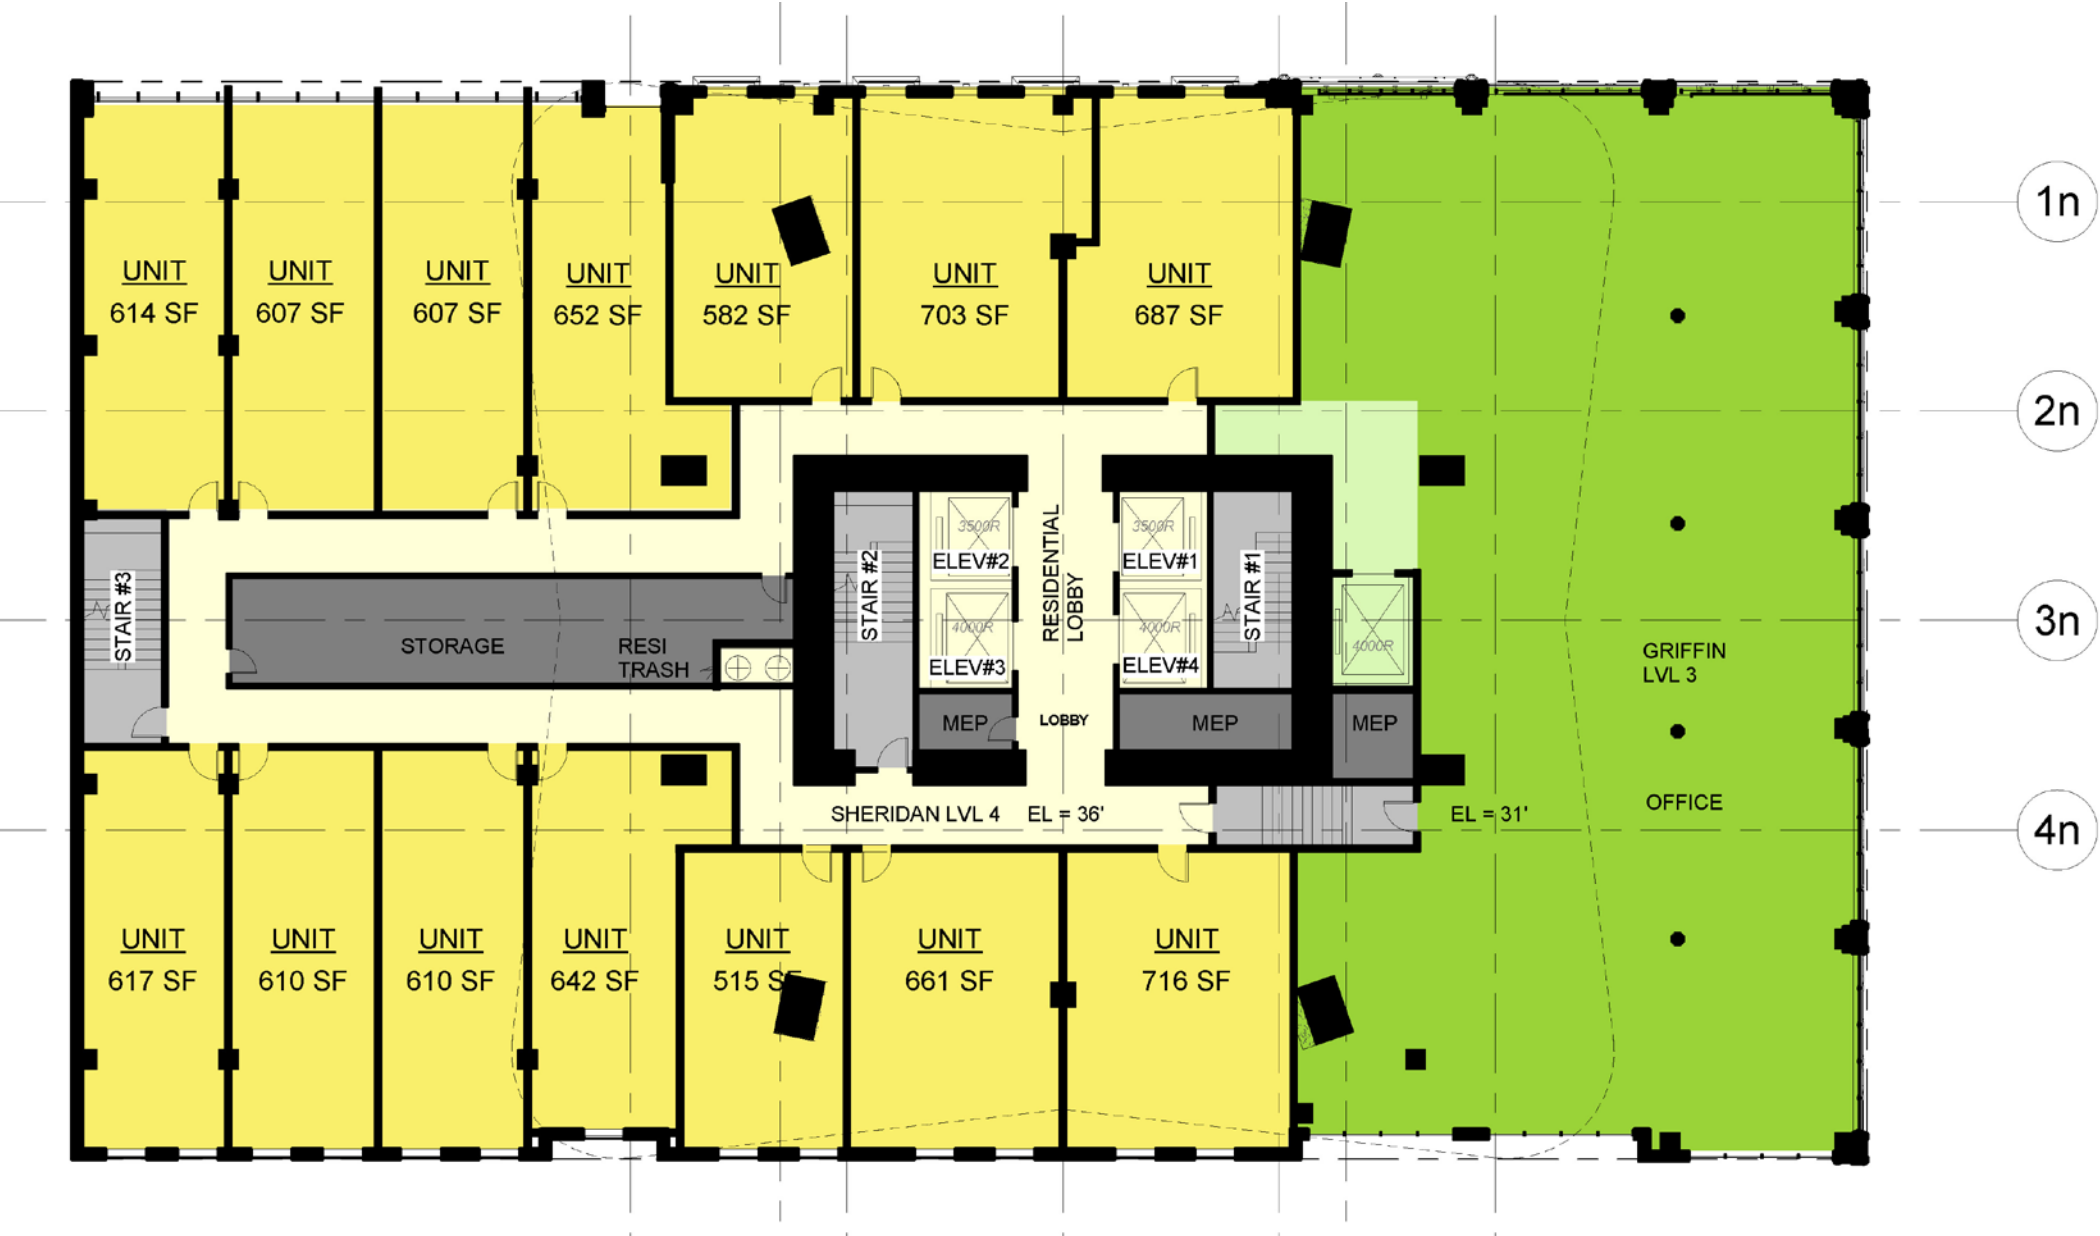 1n
UNIT
614 SF
UNIT
607 SF
UNIT
607 SF
UNIT
652 SF
UNIT
582 SF
UNIT
703 SF
UNIT
687 SF
2n
3500R
ELEV#2
3500R
ELEV#1
STAIR #3
STAIR #2
RESIDENTIAL
LOBBY
STAIR #1
3n
4000R
ELEV#3
4000R
ELEV#4
4000R
STORAGE
RESI
TRASH
GRIFFIN
LVL 3
MEP
LOBBY
MEP
MEP
OFFICE
SHERIDAN LVL 4
EL = 36'
EL = 31'
4n
UNIT
617 SF
UNIT
610 SF
UNIT
610 SF
UNIT
642 SF
UNIT
515 SF
UNIT
661 SF
UNIT
716 SF